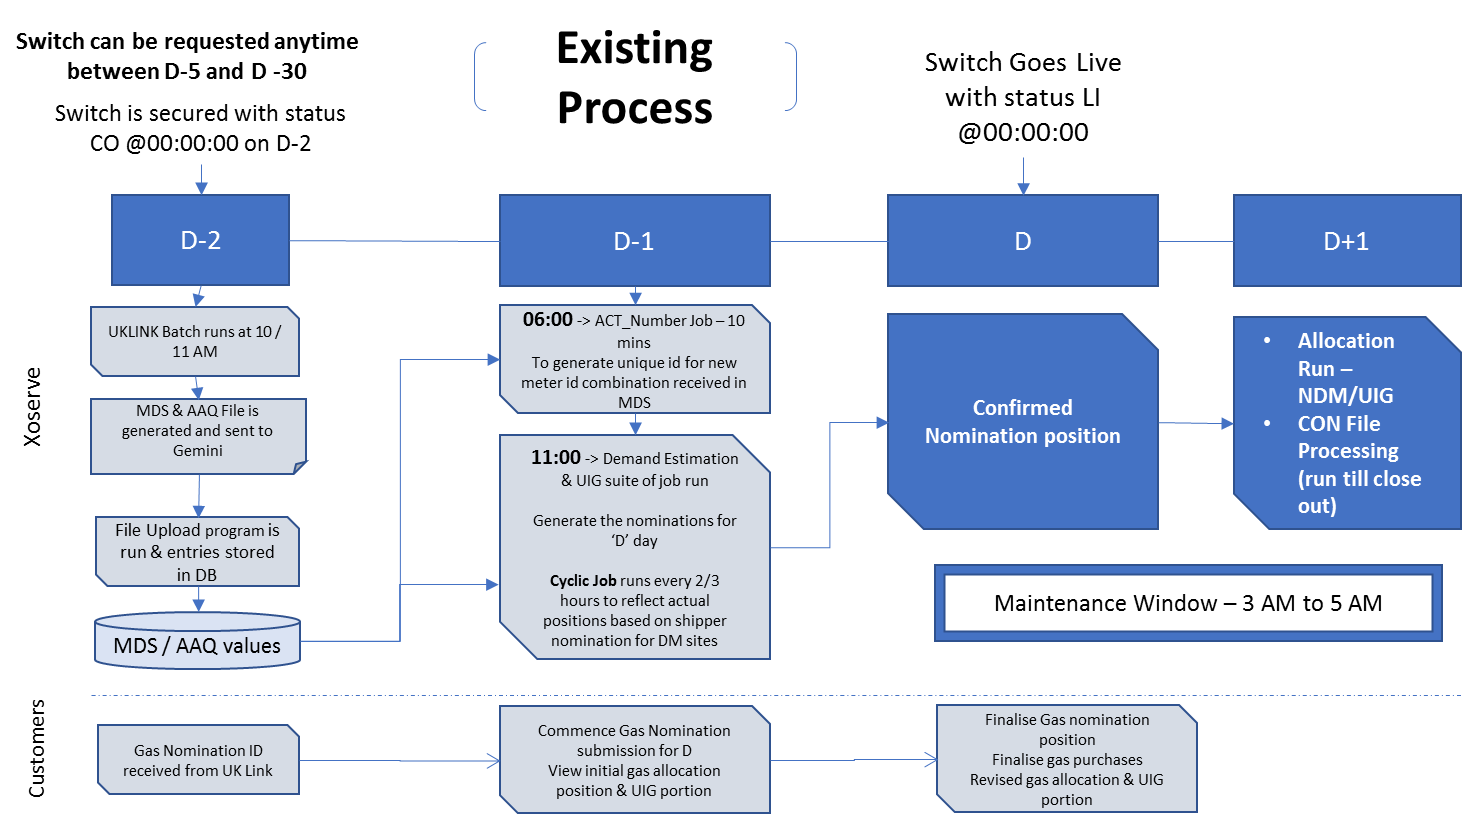 Switch can be requested anytime
between D-5 and D -30
Switch is secured with status
CO @00:00:00 on D-2
Existing
Process
Switch Goes Live
with status LI
@00:00:00
D-2
D-1
D
D+1
Xoserve
UKLINK Batch runs at 10 /
11 AM
MDS & AAQ File is
generated and sent to
Gemini
File Upload program is
run & entries stored
in DB
MDS / AAQ values
06:00 -> ACT_Number Job – 10
mins
To generate unique id for new
meter id combination received in
MDS
11:00 -> Demand Estimation
& UIG suite of job run
Generate the nominations for
‘D’ day
Cyclic Job runs every 2/3
hours to reflect actual
positions based on shipper
nomination for DM sites
Confirmed
Nomination position
• Allocation
Run –
NDM/UIG
• CON File
Processing
(run till close
out)
Maintenance Window – 3 AM to 5 AM
Customers
Gas Nomination ID
received from UK Link
Commence Gas Nomination
submission for D
View initial gas allocation
position & UIG portion
Finalise Gas nomination
position
Finalise gas purchases
Revised gas allocation & UIG
portion